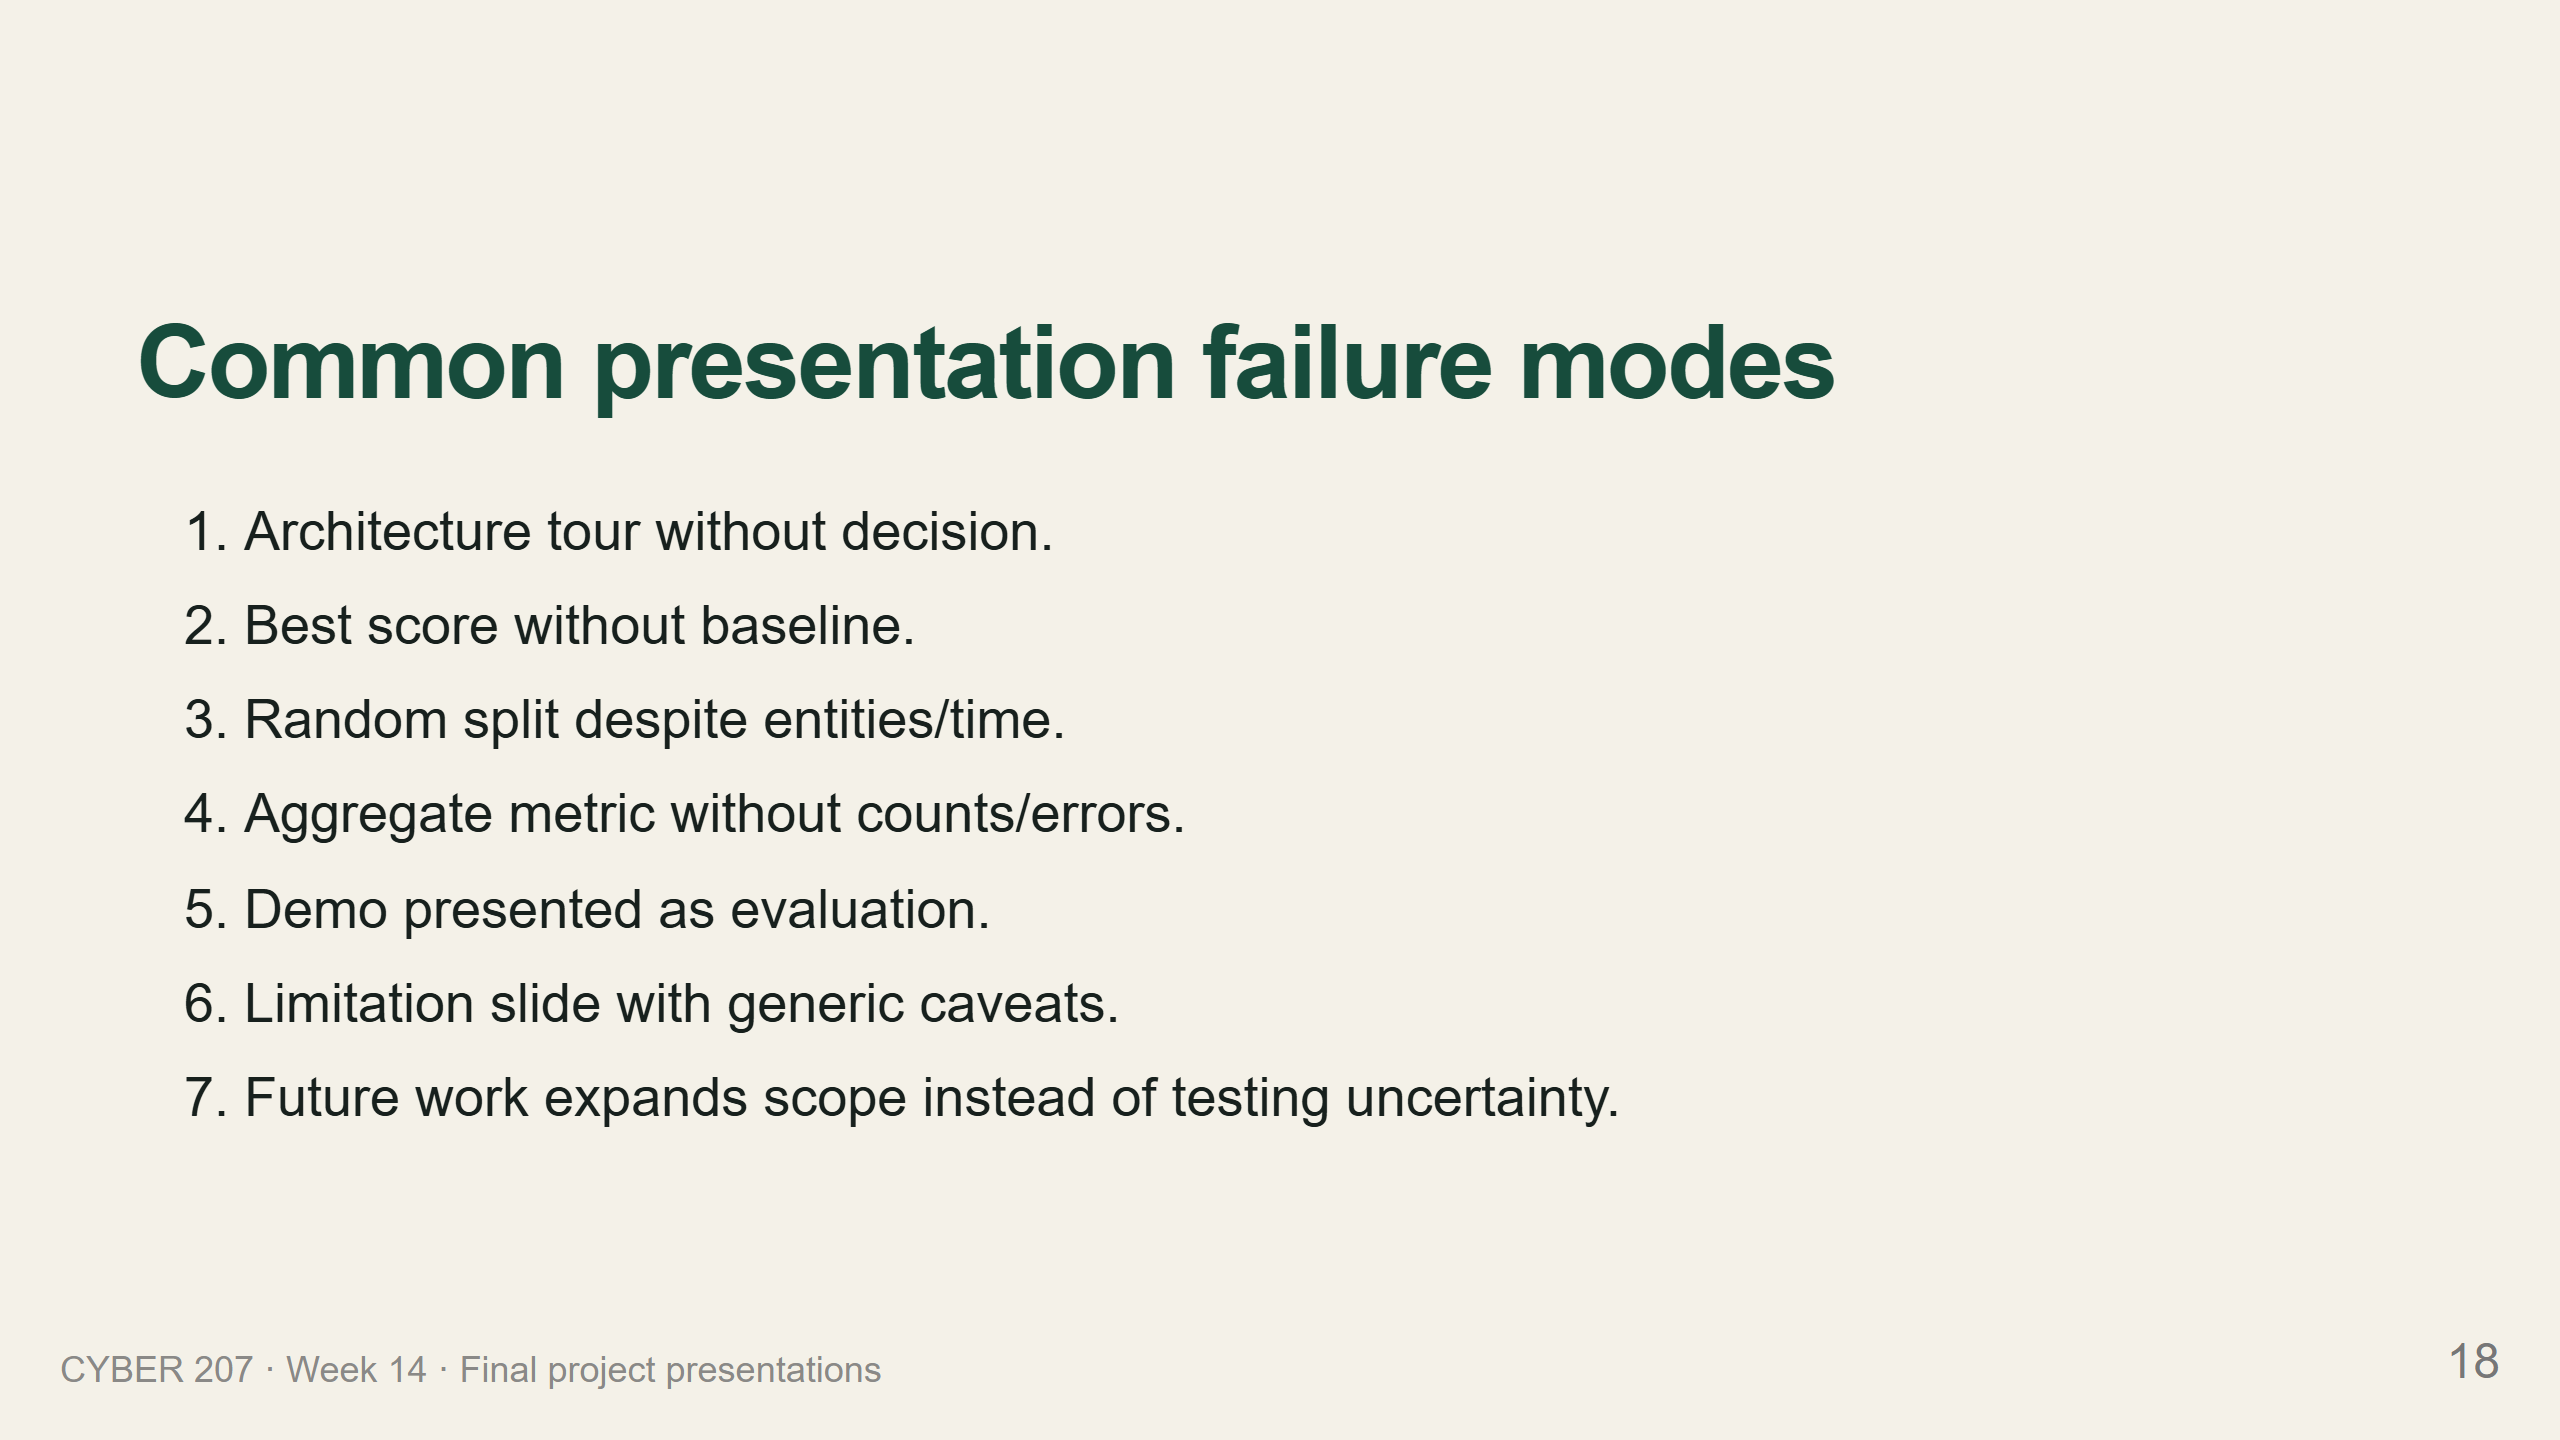 Common presentation failure modes
1. Architecture tour without decision.
2. Best score without baseline.
3. Random split despite entities/time.
4. Aggregate metric without counts/errors.
5. Demo presented as evaluation.
6. Limitation slide with generic caveats.
7. Future work expands scope instead of testing uncertainty.
CYBER 207 · Week 14 · Final project presentations
18